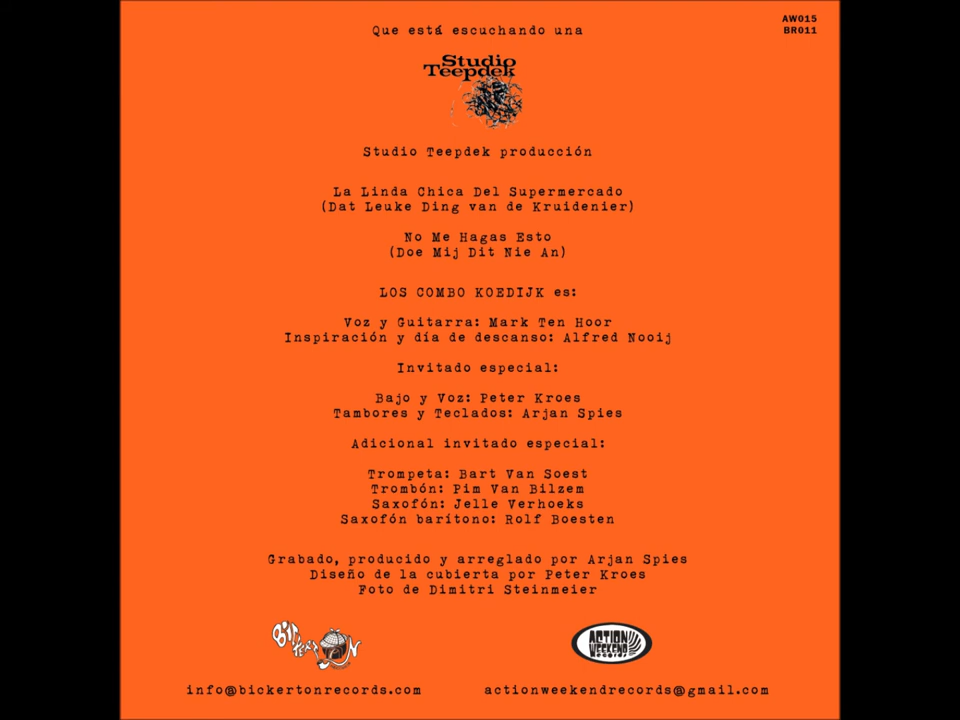 Que está escuchando una
AW015
BR011
Studio
Teepdek
Studio Teepdek producción
La Linda Chica Del Supermercado
(Dat Leuke Ding van de Kruidenier)
No Me Hagas Esto
(Doe Mij Dit Nie An)
LOS COMBO KOEDIJK es:
Voz y Guitarra: Mark Ten Hoor
Inspiración y día de descanso: Alfred Nooij
Invitado especial:
Bajo y Voz: Peter Kroes
Tambores y Teclados: Arjan Spies
Adicional invitado especial:
Trompeta: Bart Van Soest
Trombón: Pim Van Bilzem
Saxofón: Jelle Verhoeks
Saxofón barítono: Rolf Boesten
Grabado, producido y arreglado por Arjan Spies
Diseño de la cubierta por Peter Kroes
Foto de Dimitri Steinmeier
BICKERTON
ACTION
WEEKEND
Records
info@bickertonrecords.com
actionweekendrecords@gmail.com